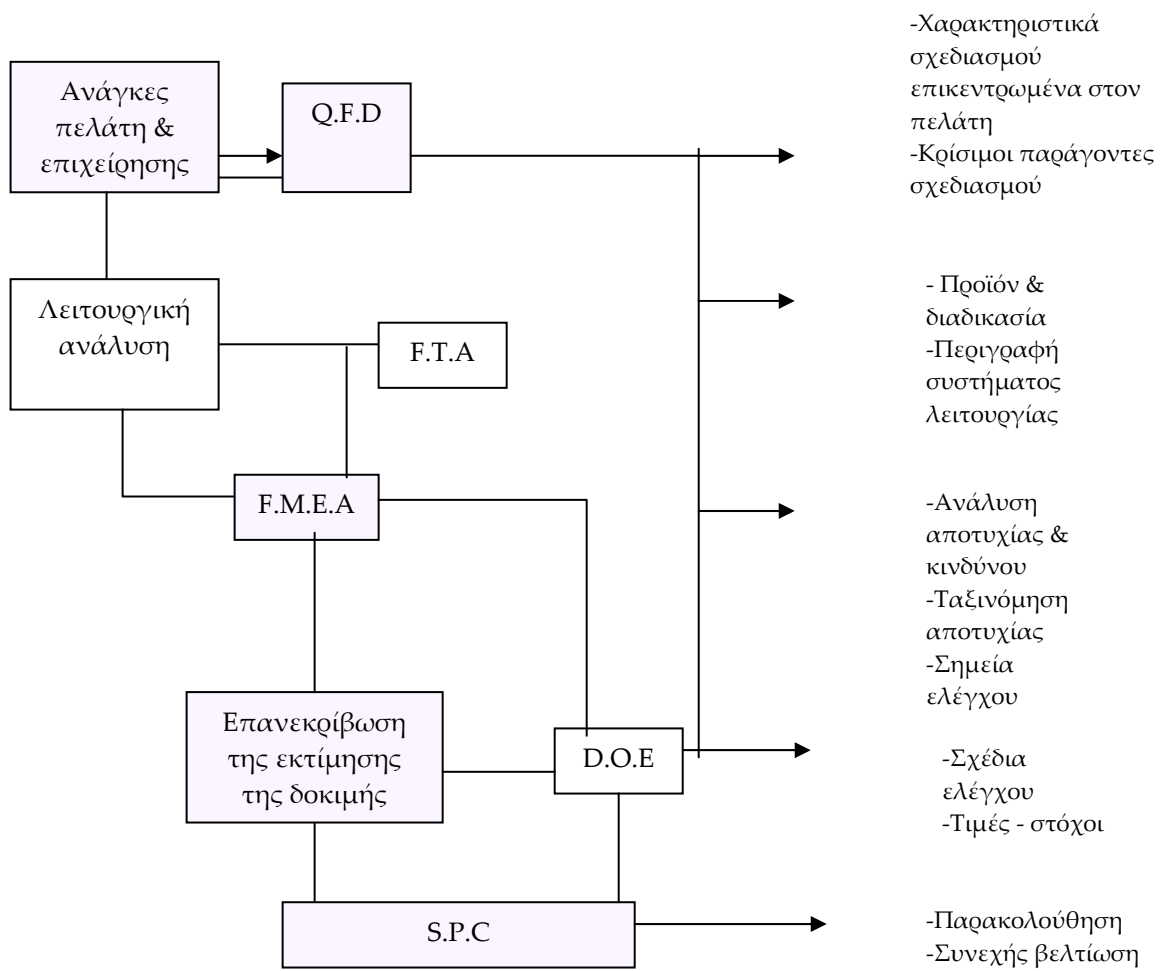 Ανάγκες
πελάτη &
επιχείρησης
Q.F.D
-Χαρακτηριστικά
σχεδιασμού
επικεντρωμένα στον
πελάτη
-Κρίσιμοι παράγοντες
σχεδιασμού
Λειτουργική
ανάλυση
F.T.A
- Προϊόν &
διαδικασία
-Περιγραφή
συστήματος
λειτουργίας
F.M.E.A
-Ανάλυση
αποτυχίας &
κινδύνου
-Ταξινόμηση
αποτυχίας
-Σημεία
ελέγχου
Επανεκρίβωση
της εκτίμησης
της δοκιμής
D.O.E
-Σχέδια
ελέγχου
-Τιμές - στόχοι
S.P.C
-Παρακολούθηση
-Συνεχής βελτίωση